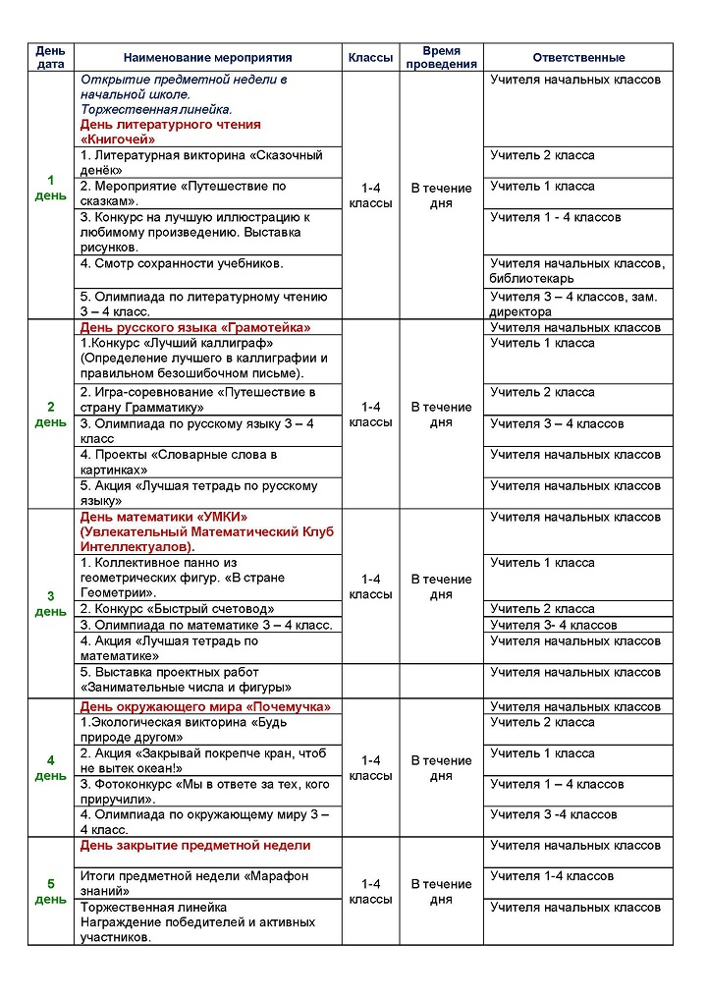 День дата
Наименование мероприятия
Классы
Время проведения
Ответственные
1 день
Открытие предметной недели в
начальной школе.
Торжественная линейка.
День литературного чтения
«Книгочей»
1-4 классы
В течение дня
Учителя начальных классов
1. Литературная викторина «Сказочный
денёк»
Учитель 2 класса
2. Мероприятие «Путешествие по
сказкам».
Учитель 1 класса
3. Конкурс на лучшую иллюстрацию к
любимому произведению. Выставка
рисунков.
Учителя 1 - 4 классов
4. Смотр сохранности учебников.
Учителя начальных классов,
библиотекарь
5. Олимпиада по литературному чтению
3 – 4 класс.
Учителя 3 – 4 классов, зам.
директора
2 день
День русского языка «Грамотейка»
1-4 классы
В течение дня
Учителя начальных классов
1.Конкурс «Лучший каллиграф»
(Определение лучшего в каллиграфии и
правильном безошибочном письме).
Учитель 1 класса
2. Игра-соревнование «Путешествие в
страну Грамматику»
Учитель 2 класса
3. Олимпиада по русскому языку 3 – 4
класс
Учителя 3 – 4 классов
4. Проекты «Словарные слова в
картинках»
Учителя начальных классов
5. Акция «Лучшая тетрадь по русскому
языку»
Учителя начальных классов
3 день
День математики «УМКИ»
(Увлекательный Математический Клуб
Интеллектуалов).
1-4 классы
В течение дня
Учителя начальных классов
1. Коллективное панно из
геометрических фигур. «В стране
Геометрии».
Учитель 1 класса
2. Конкурс «Быстрый счетовод»
Учитель 2 класса
3. Олимпиада по математике 3 – 4 класс.
Учителя 3- 4 классов
4. Акция «Лучшая тетрадь по
математике»
Учителя начальных классов
5. Выставка проектных работ
«Занимательные числа и фигуры»
Учителя начальных классов
4 день
День окружающего мира «Почемучка»
1-4 классы
В течение дня
Учителя начальных классов
1.Экологическая викторина «Будь
природе другом»
Учитель 2 класса
2. Акция «Закрывай покрепче кран, чтоб
не вытек океан!»
Учитель 1 класса
3. Фотоконкурс «Мы в ответе за тех, кого
приручили».
Учителя 1 – 4 классов
4. Олимпиада по окружающему миру 3 –
4 класс.
Учителя 3 -4 классов
5 день
День закрытие предметной недели
1-4 классы
В течение дня
Учителя начальных классов
Итоги предметной недели «Марафон
знаний»
Учителя 1-4 классов
Торжественная линейка
Награждение победителей и активных
участников.
Учителя начальных классов